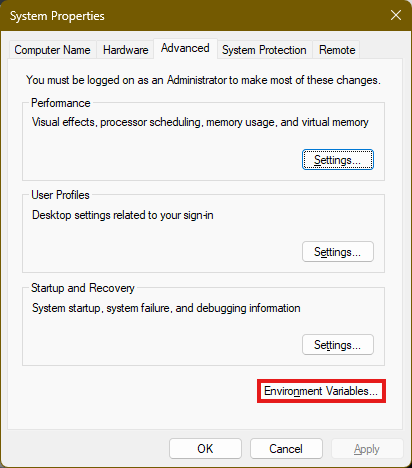 System Properties
Computer Name Hardware Advanced System Protection Remote
You must be logged on as an Administrator to make most of these changes.
Performance
Visual effects, processor scheduling, memory usage, and virtual memory
Settings...
User Profiles
Desktop settings related to your sign-in
Settings...
Startup and Recovery
System startup, system failure, and debugging information
Settings...
Environment Variables...
OK Cancel Apply